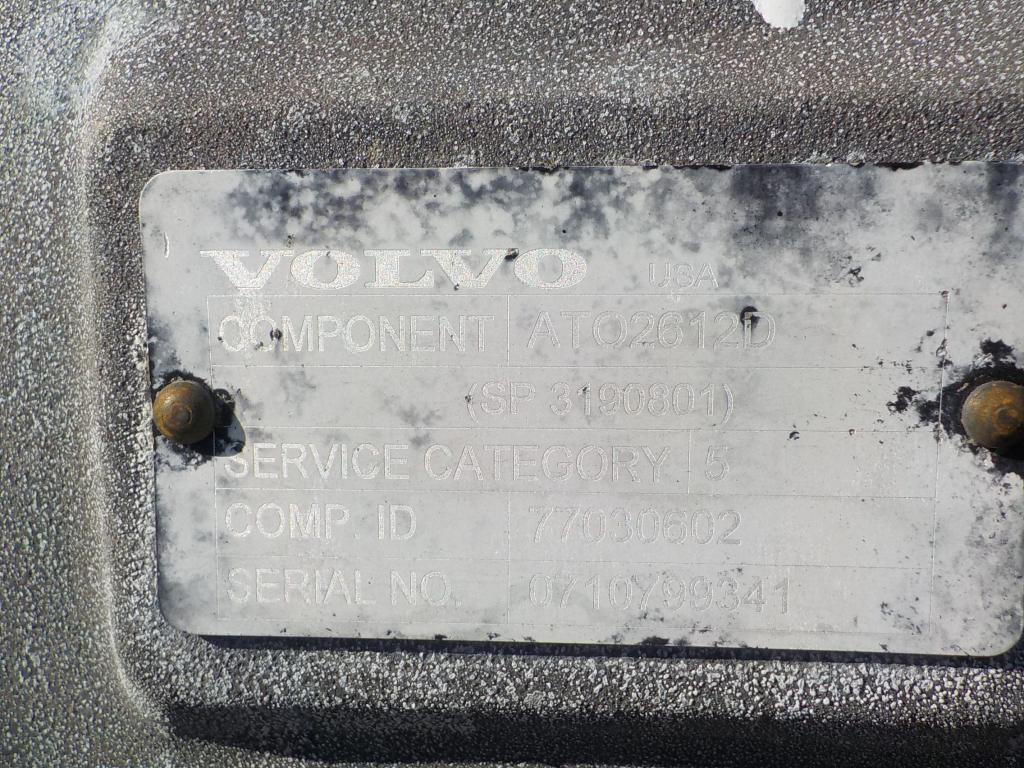 VOLVO USA
COMPONENT ATO2612D
(SP 3190801)
SERVICE CATEGORY 5
COMP. ID 77030602
SERIAL NO. 0710Y99341